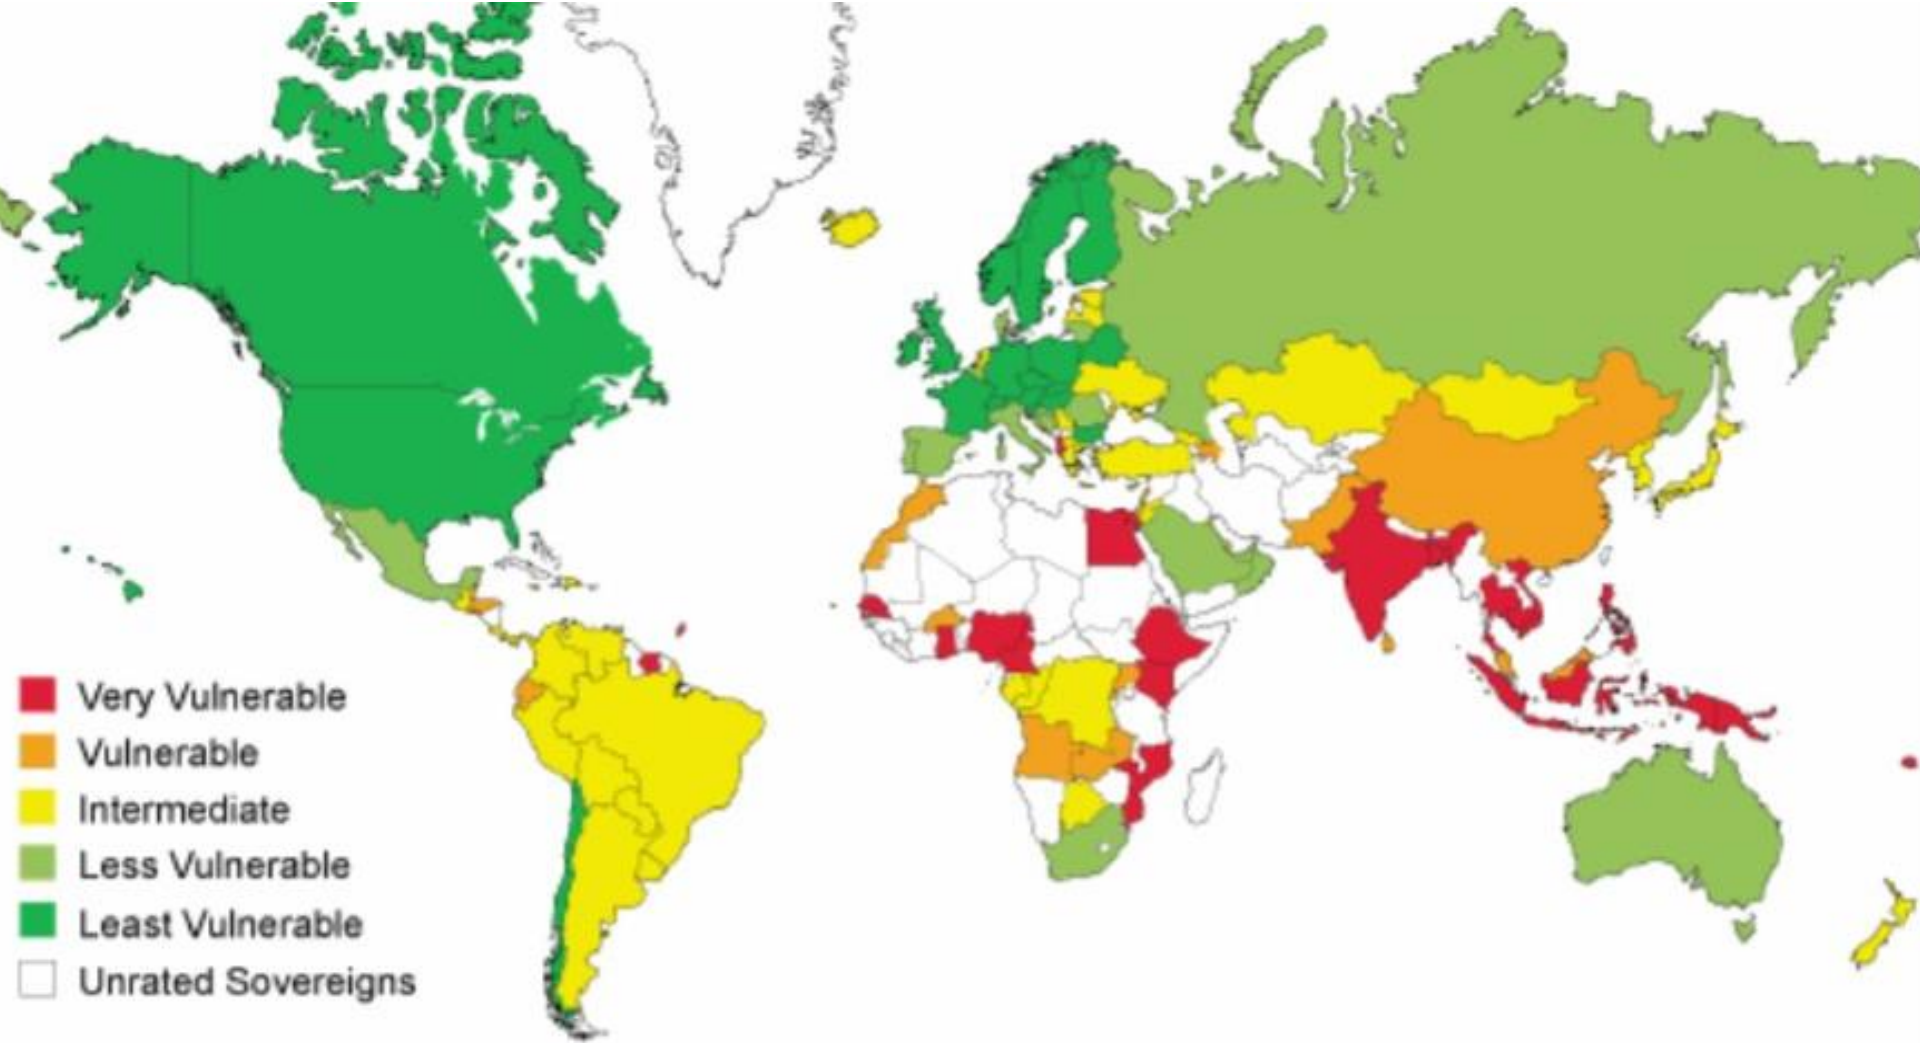 Very Vulnerable
Vulnerable
Intermediate
Less Vulnerable
Least Vulnerable
Unrated Sovereigns